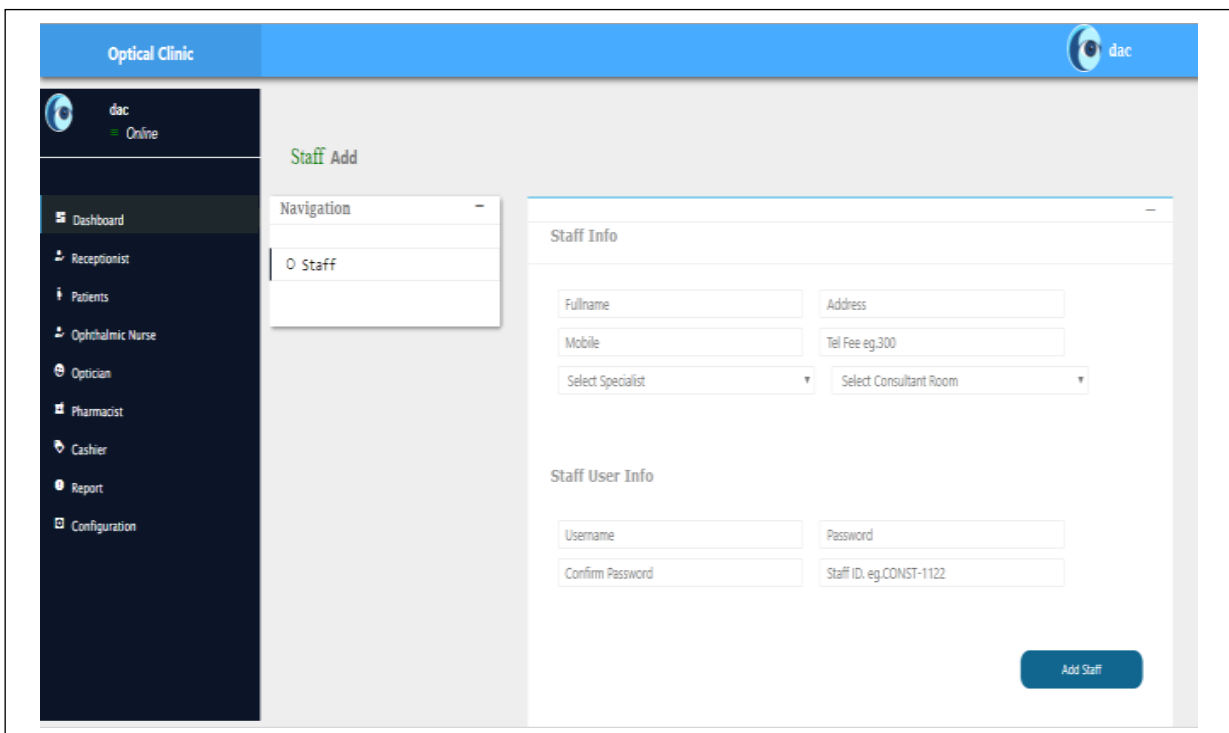 Optical Clinic
dac
dac
Online
Staff Add
Dashboard
Receptionist
Patients
Ophthalmic Nurse
Optician
Pharmacist
Cashier
Report
Configuration
Navigation
Staff
Staff Info
Fullname Address
Mobile Tel Fee eg.300
Select Specialist Select Consultant Room
Staff User Info
Username Password
Confirm Password Staff ID. eg.CONST-1122
Add Staff